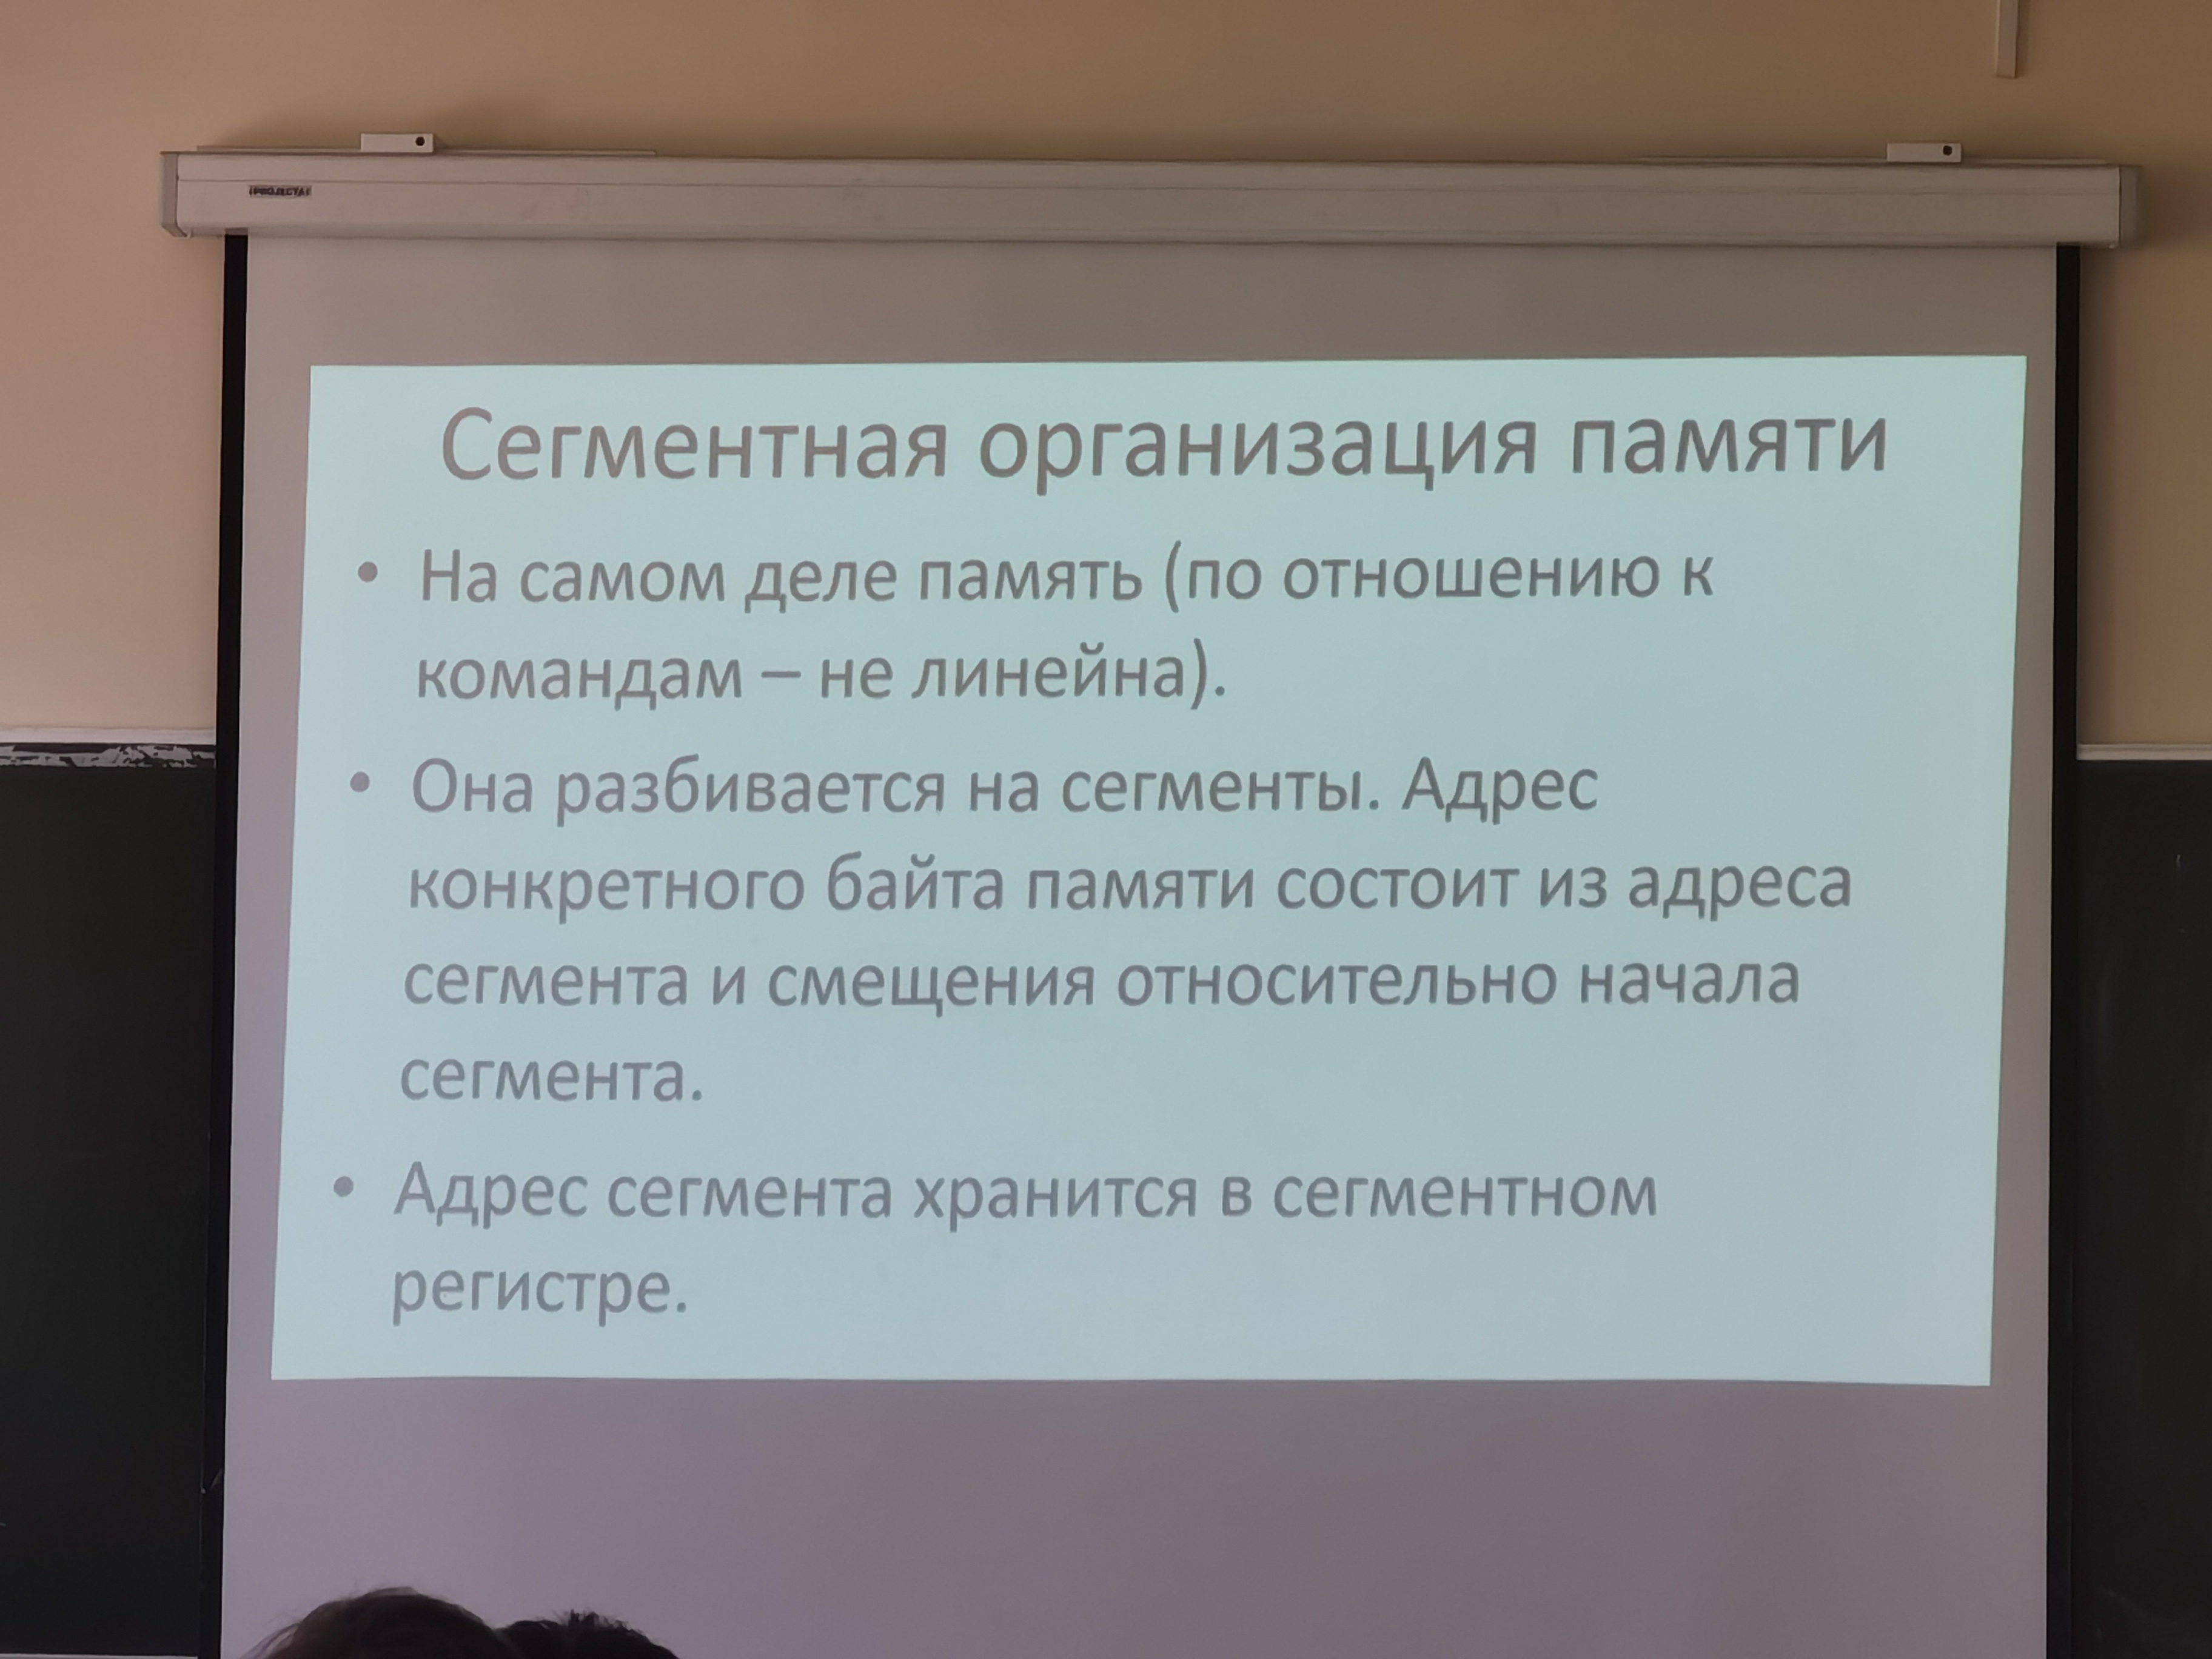 PROJECTA
Сегментная организация памяти
• На самом деле память (по отношению к
командам – не линейна).
• Она разбивается на сегменты. Адрес
конкретного байта памяти состоит из адреса
сегмента и смещения относительно начала
сегмента.
• Адрес сегмента хранится в сегментном
регистре.